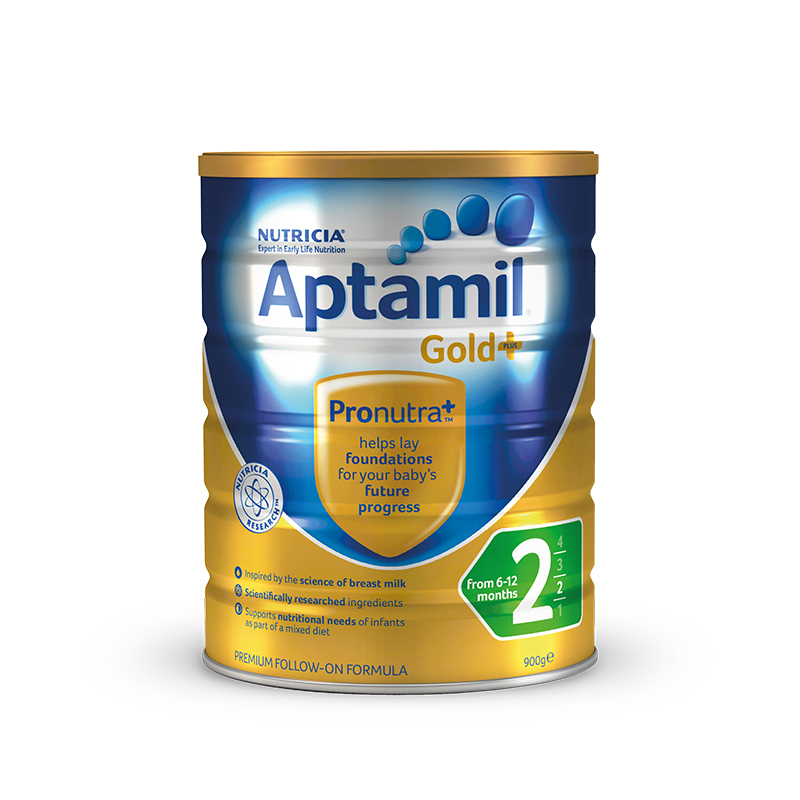 NUTRICIA
Expert in Early Life Nutrition
Aptamil
Gold+
PLUS
Pronutra+™
helps lay
foundations
for your baby's
future
progress
NUTRICIA
RESEARCH™
Inspired by the science of breast milk
Scientifically researched ingredients
Supports nutritional needs of infants
as part of a mixed diet
From 6-12
months
2
4
3
2
1
PREMIUM FOLLOW-ON FORMULA
900g℮